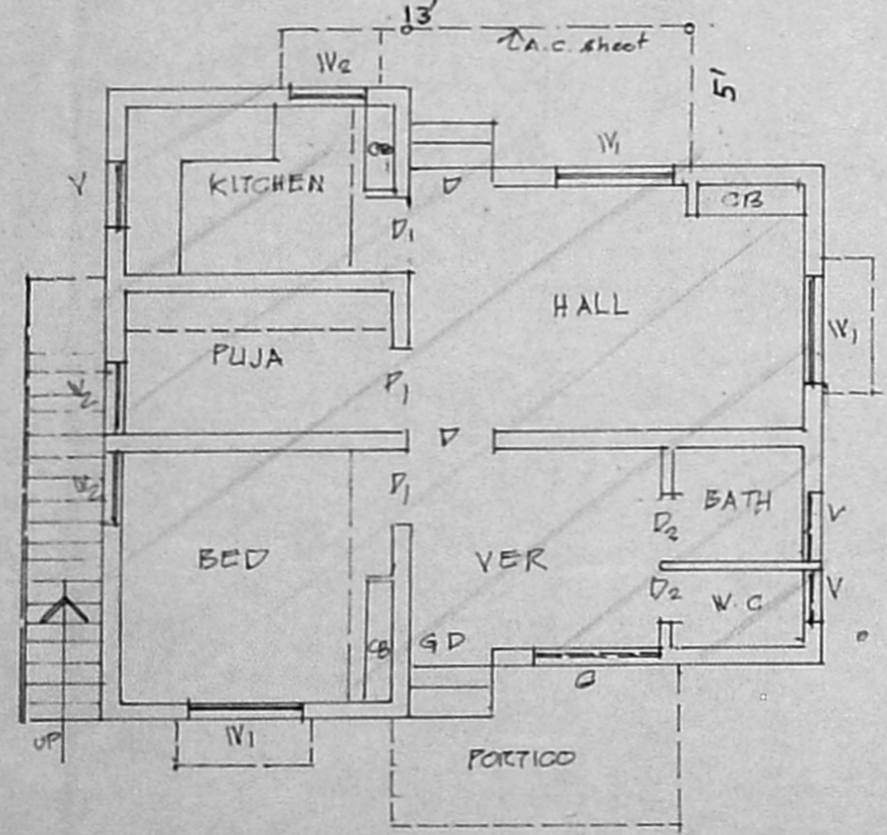 13'
A.C. sheet
5'
W2
W1
V
KITCHEN
CB
D
D1
CB
HALL
W1
PUJA
W2
D1
D
W2
D1
BED
VER
BATH
D2
V
D2
W.C
V
CB
GD
G
UP
W1
PORTICO